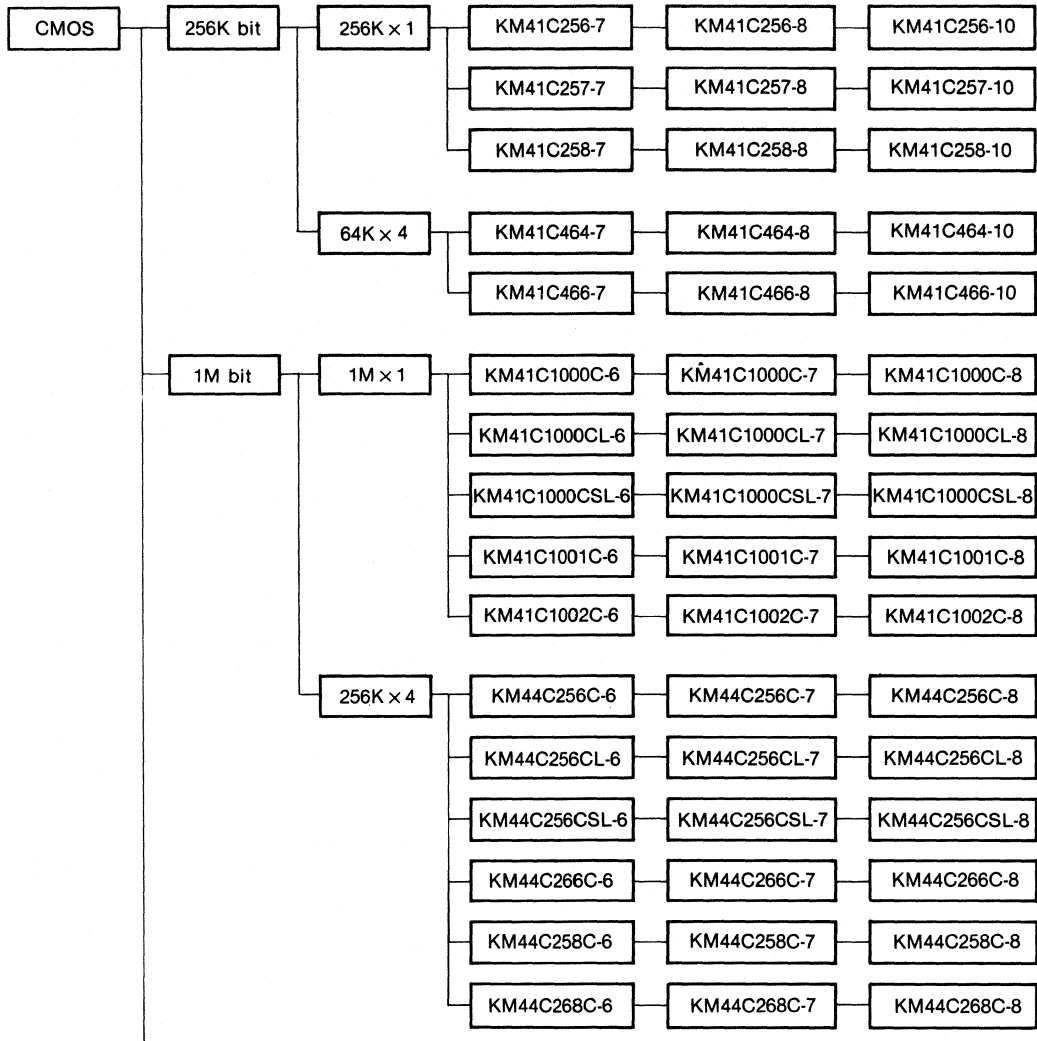 CMOS 256K bit 256K × 1 KM41C256-7 KM41C256-8 KM41C256-10
KM41C257-7 KM41C257-8 KM41C257-10
KM41C258-7 KM41C258-8 KM41C258-10
64K × 4 KM41C464-7 KM41C464-8 KM41C464-10
KM41C466-7 KM41C466-8 KM41C466-10
1M bit 1M × 1 KM41C1000C-6 KM41C1000C-7 KM41C1000C-8
KM41C1000CL-6 KM41C1000CL-7 KM41C1000CL-8
KM41C1000CSL-6 KM41C1000CSL-7 KM41C1000CSL-8
KM41C1001C-6 KM41C1001C-7 KM41C1001C-8
KM41C1002C-6 KM41C1002C-7 KM41C1002C-8
256K × 4 KM44C256C-6 KM44C256C-7 KM44C256C-8
KM44C256CL-6 KM44C256CL-7 KM44C256CL-8
KM44C256CSL-6 KM44C256CSL-7 KM44C256CSL-8
KM44C266C-6 KM44C266C-7 KM44C266C-8
KM44C258C-6 KM44C258C-7 KM44C258C-8
KM44C268C-6 KM44C268C-7 KM44C268C-8